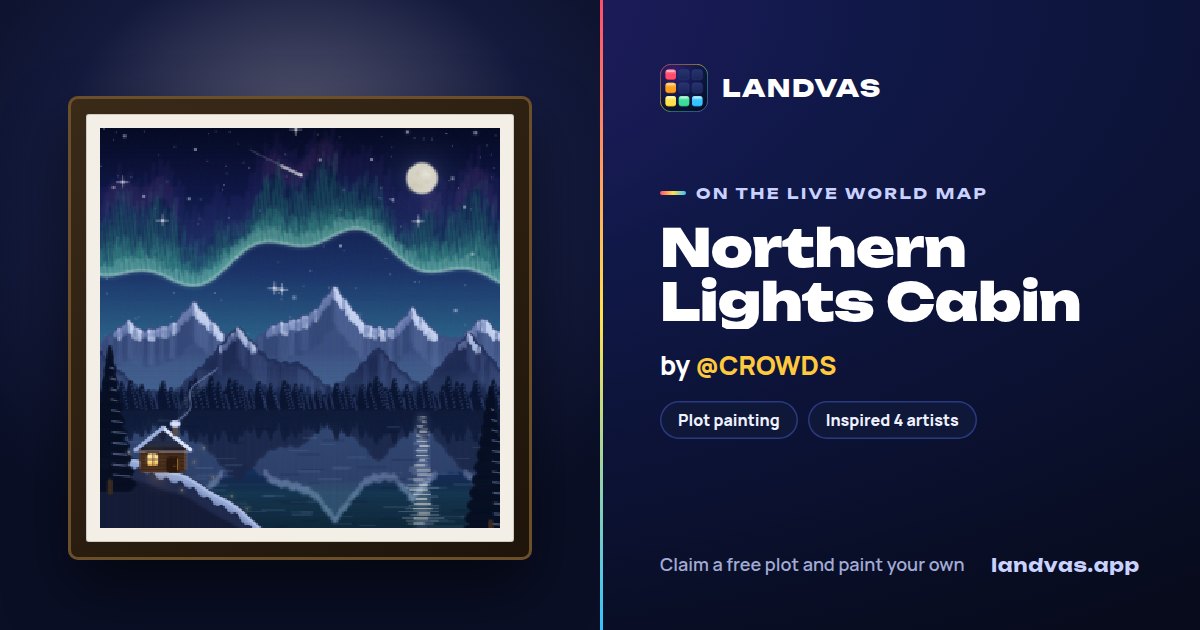 LANDVAS
ON THE LIVE WORLD MAP
Northern
Lights Cabin
by @CROWDS
Plot painting
Inspired 4 artists
Claim a free plot and paint your own
landvas.app